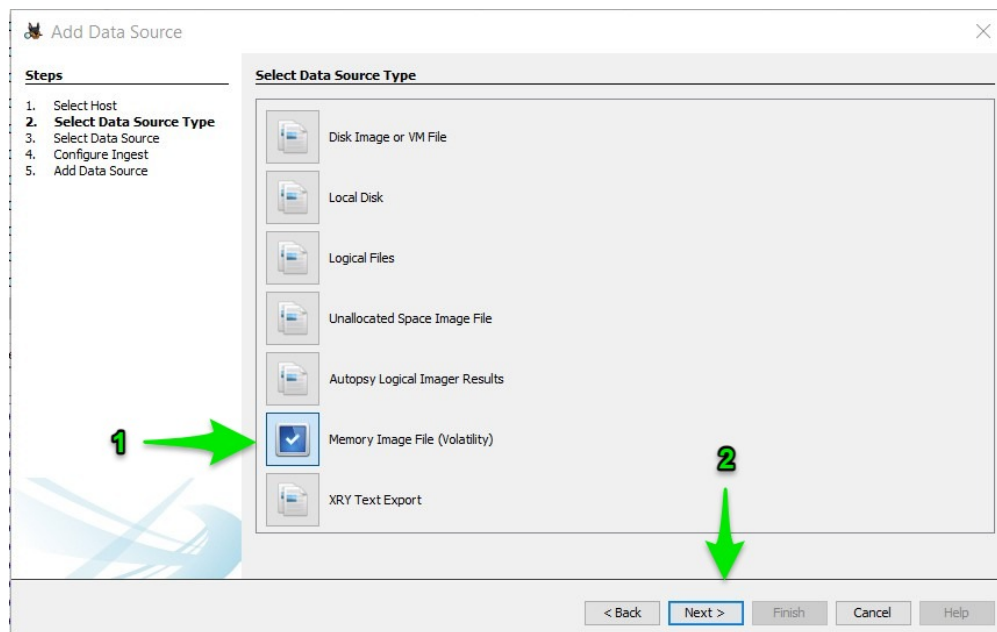 Add Data Source
Steps
1. Select Host
2. Select Data Source Type
3. Select Data Source
4. Configure Ingest
5. Add Data Source
Select Data Source Type
Disk Image or VM File
Local Disk
Logical Files
Unallocated Space Image File
Autopsy Logical Imager Results
1
Memory Image File (Volatility)
2
XRY Text Export
< Back Next > Finish Cancel Help